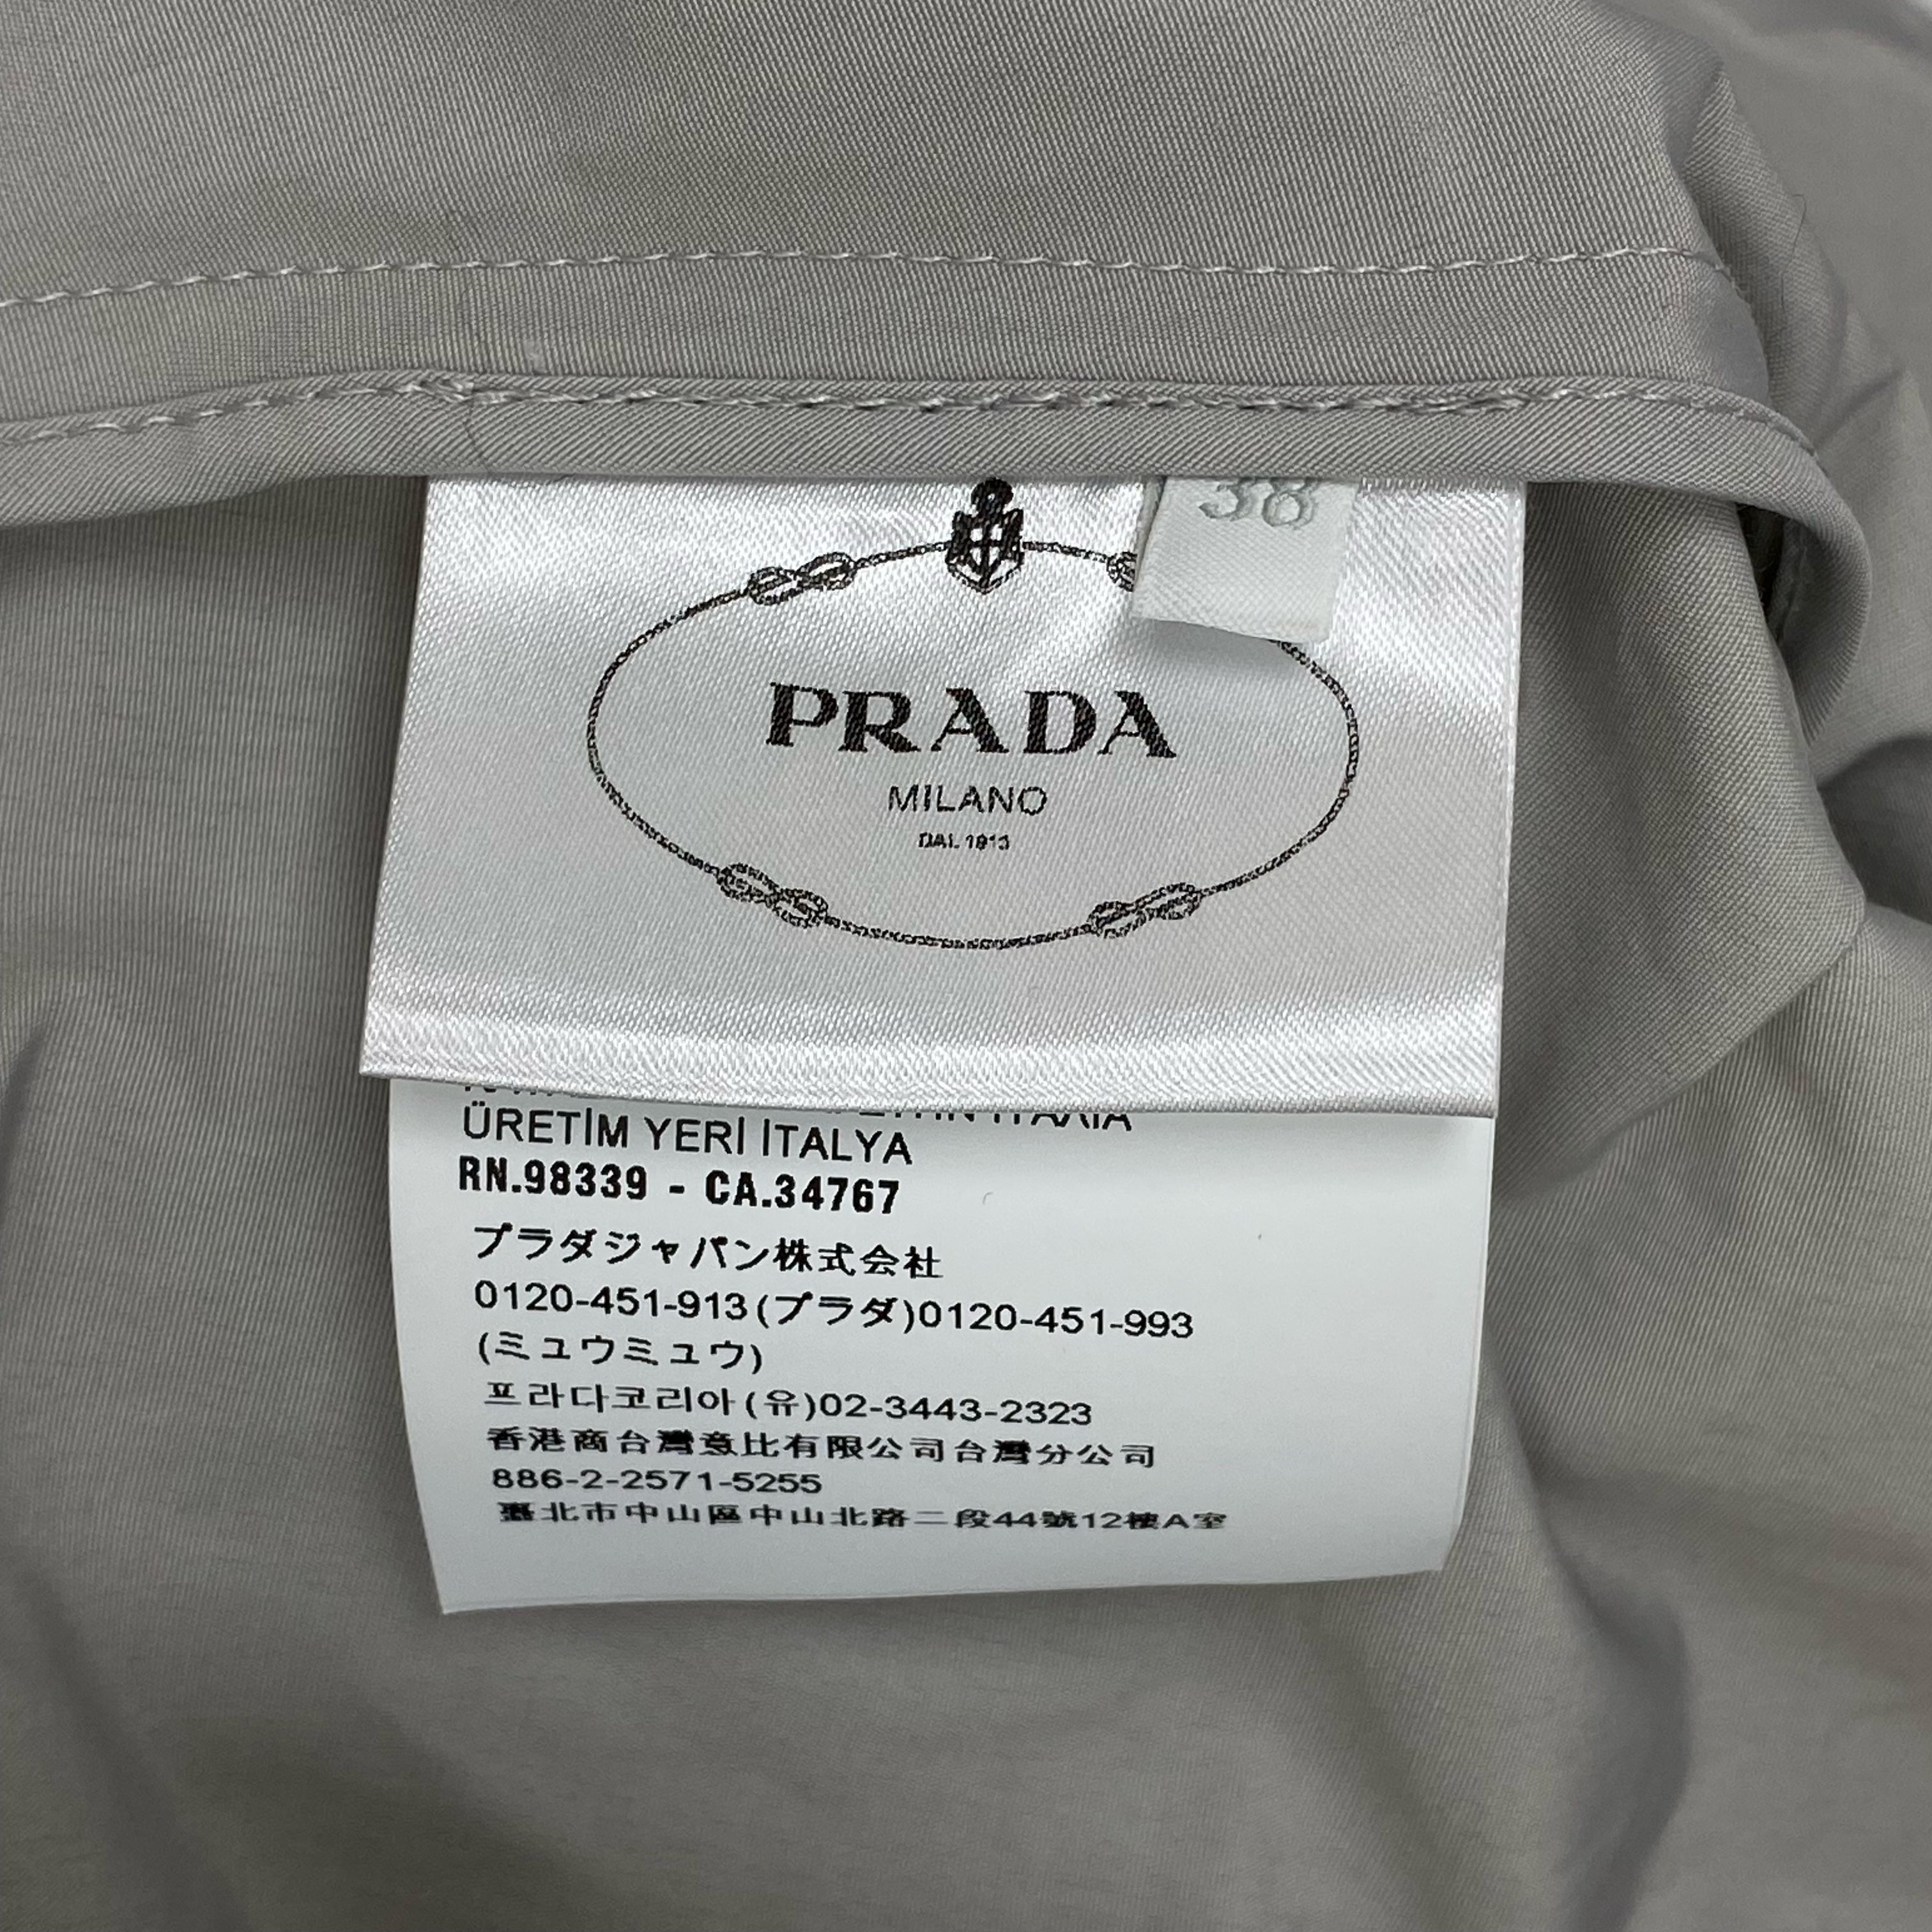 38
PRADA
MILANO
DAL 1913
ÜRETİM YERİ İTALYA
RN.98339 - CA.34767
プラダジャパン株式会社
0120-451-913(プラダ)0120-451-993
(ミュウミュウ)
프라다코리아(유)02-3443-2323
香港商台灣意比有限公司台灣分公司
886-2-2571-5255
臺北市中山區中山北路二段44號12樓A室